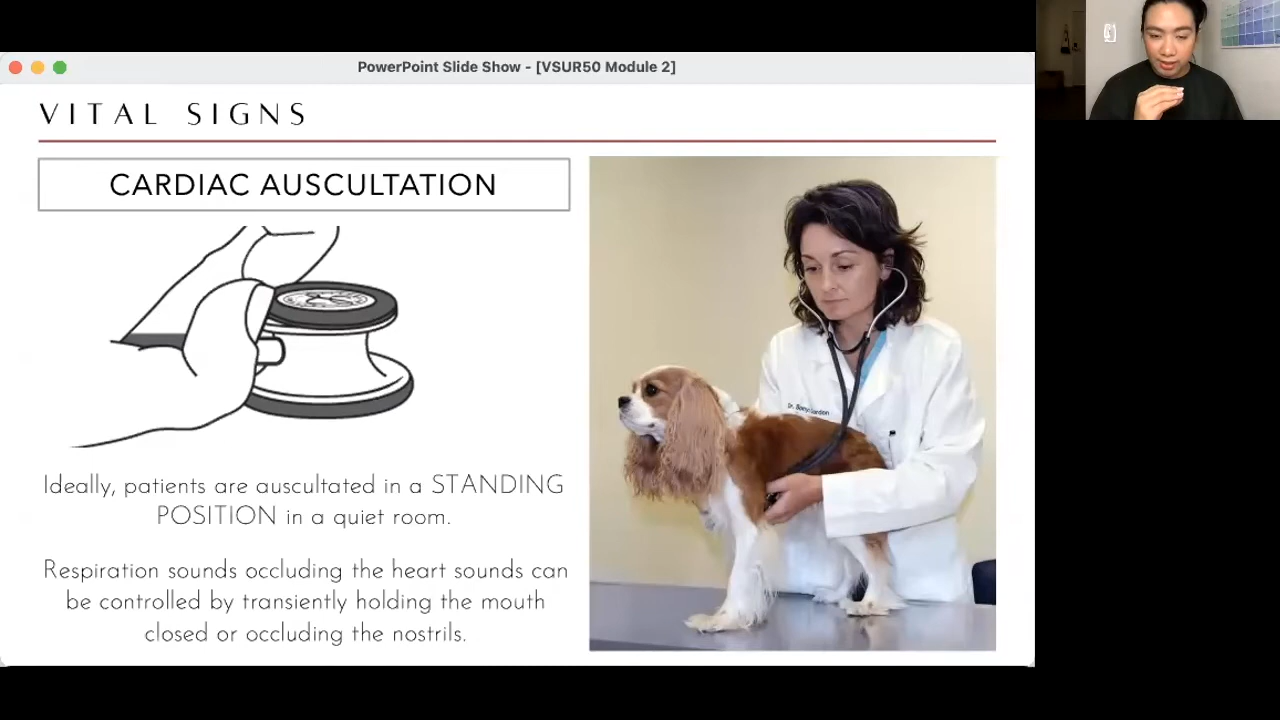 PowerPoint Slide Show - [VSUR50 Module 2]
VITAL SIGNS
CARDIAC AUSCULTATION
Ideally, patients are auscultated in a STANDING
POSITION in a quiet room.
Respiration sounds occluding the heart sounds can
be controlled by transiently holding the mouth
closed or occluding the nostrils.
Dr.